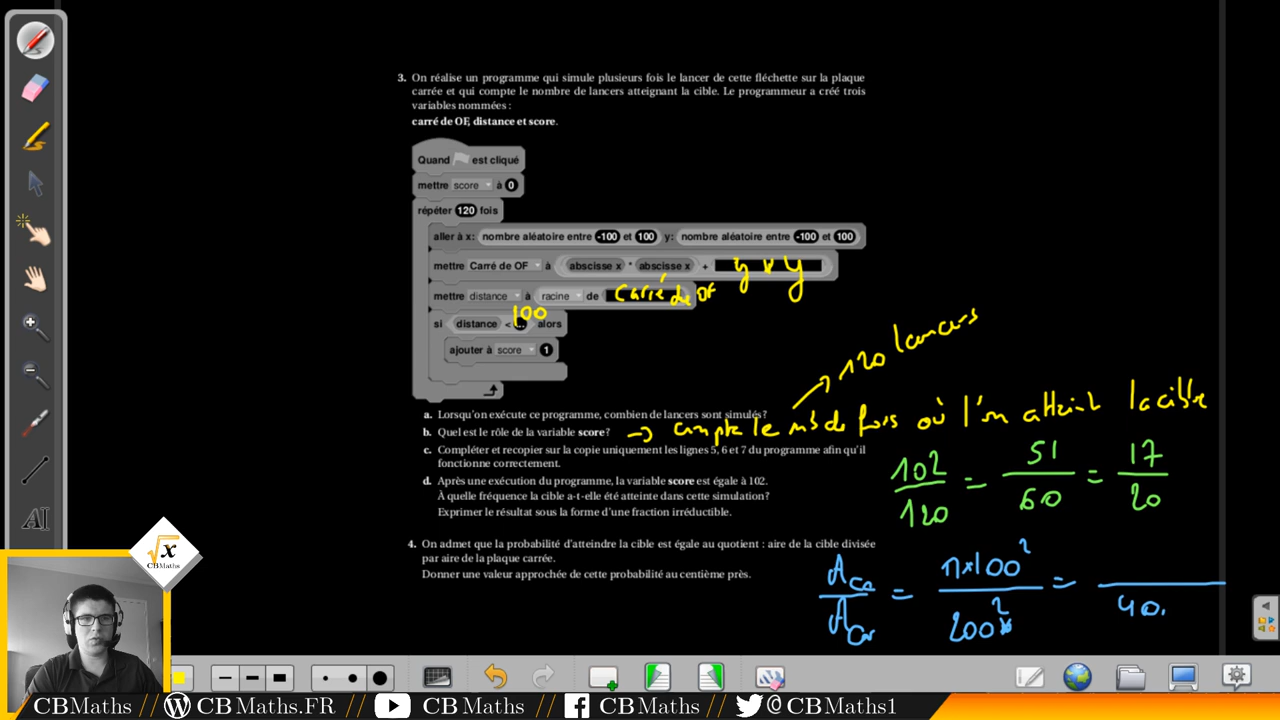 3. On réalise un programme qui simule plusieurs fois le lancer de cette fléchette sur la plaque
carrée et qui compte le nombre de lancers atteignant la cible. Le programmeur a créé trois
variables nommées :
carré de OF, distance et score.
Quand est cliqué
mettre score à 0
répéter 120 fois
aller à x: nombre aléatoire entre -100 et 100 y: nombre aléatoire entre -100 et 100
mettre Carré de OF à abscisse x * abscisse x + y * y
mettre distance à racine de Carré de OF
si distance < 100 alors
ajouter à score 1
→ 120 lancers
a. Lorsqu'on exécute ce programme, combien de lancers sont simulés?
b. Quel est le rôle de la variable score? → compte le nb de fois où l'on atteint la cible
c. Compléter et recopier sur la copie uniquement les lignes 5, 6 et 7 du programme afin qu'il
fonctionne correctement.
d. Après une exécution du programme, la variable score est égale à 102.
À quelle fréquence la cible a-t-elle été atteinte dans cette simulation?
Exprimer le résultat sous la forme d'une fraction irréductible.
102/120 = 51/60 = 17/20
4. On admet que la probabilité d'atteindre la cible est égale au quotient : aire de la cible divisée
par aire de la plaque carrée.
Donner une valeur approchée de cette probabilité au centième près.
π×100²/200² = /40.
AI
√x
CBMaths
CBMaths // CBMaths.FR // CBMaths // CBMaths // @CBMaths1